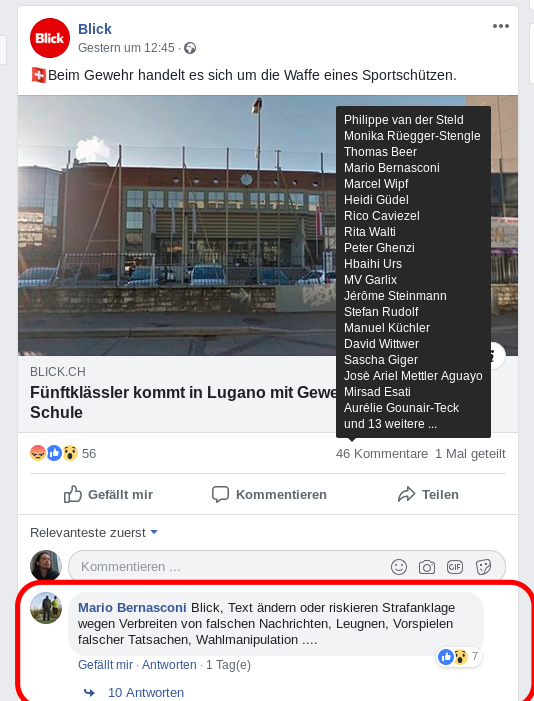 Blick
Blick
Gestern um 12:45 ·
Beim Gewehr handelt es sich um die Waffe eines Sportschützen.
Philippe van der Steld
Monika Rüegger-Stengle
Thomas Beer
Mario Bernasconi
Marcel Wipf
Heidi Güdel
Rico Caviezel
Rita Walti
Peter Ghenzi
Hbaihi Urs
MV Garlix
Jérôme Steinmann
Stefan Rudolf
Manuel Küchler
David Wittwer
Sascha Giger
Josè Ariel Mettler Aguayo
Mirsad Esati
Aurélie Gounair-Teck
und 13 weitere ...
BLICK.CH
Fünftklässler kommt in Lugano mit Gewe
Schule
56
46 Kommentare 1 Mal geteilt
Gefällt mir Kommentieren Teilen
Relevanteste zuerst
Kommentieren ... GIF
Mario Bernasconi Blick, Text ändern oder riskieren Strafanklage
wegen Verbreiten von falschen Nachrichten, Leugnen, Vorspielen
falscher Tatsachen, Wahlmanipulation ....
7
Gefällt mir · Antworten · 1 Tag(e)
10 Antworten